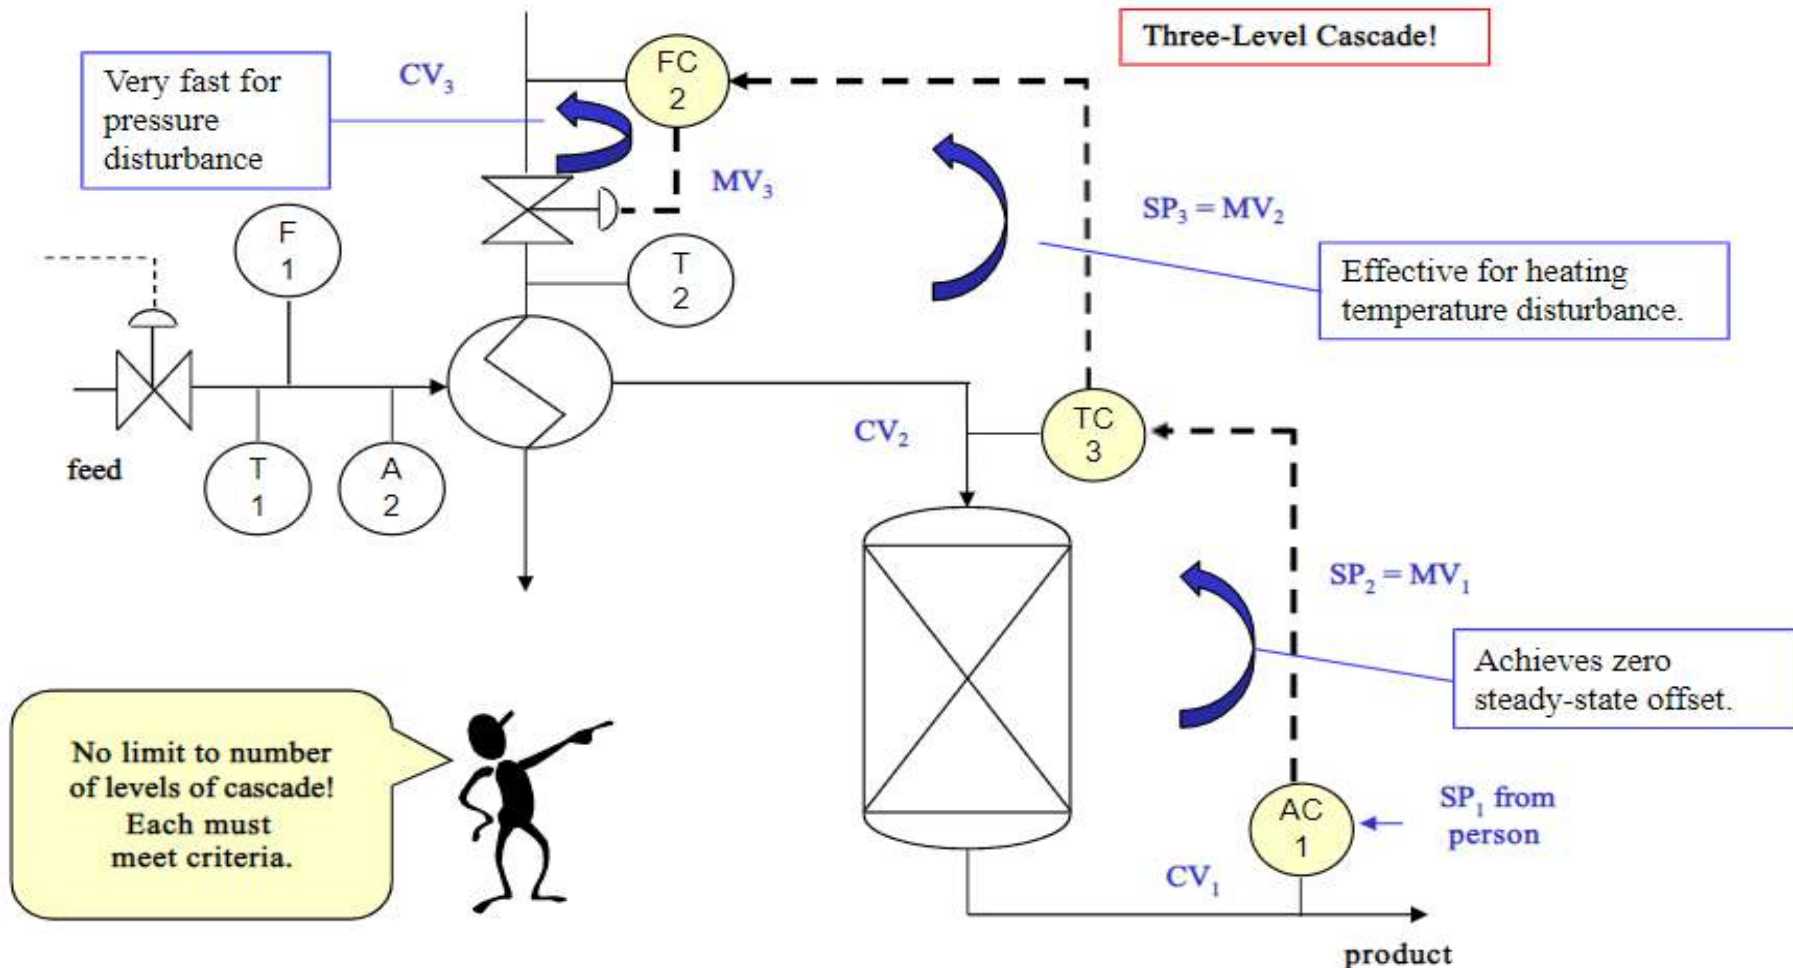 Three-Level Cascade!
Very fast for
pressure
disturbance
CV₃
FC
2
MV₃
SP₃ = MV₂
F
1
T
2
Effective for heating
temperature disturbance.
feed
T
1
A
2
CV₂
TC
3
SP₂ = MV₁
Achieves zero
steady-state offset.
No limit to number
of levels of cascade!
Each must
meet criteria.
AC
1
SP₁ from
person
CV₁
product